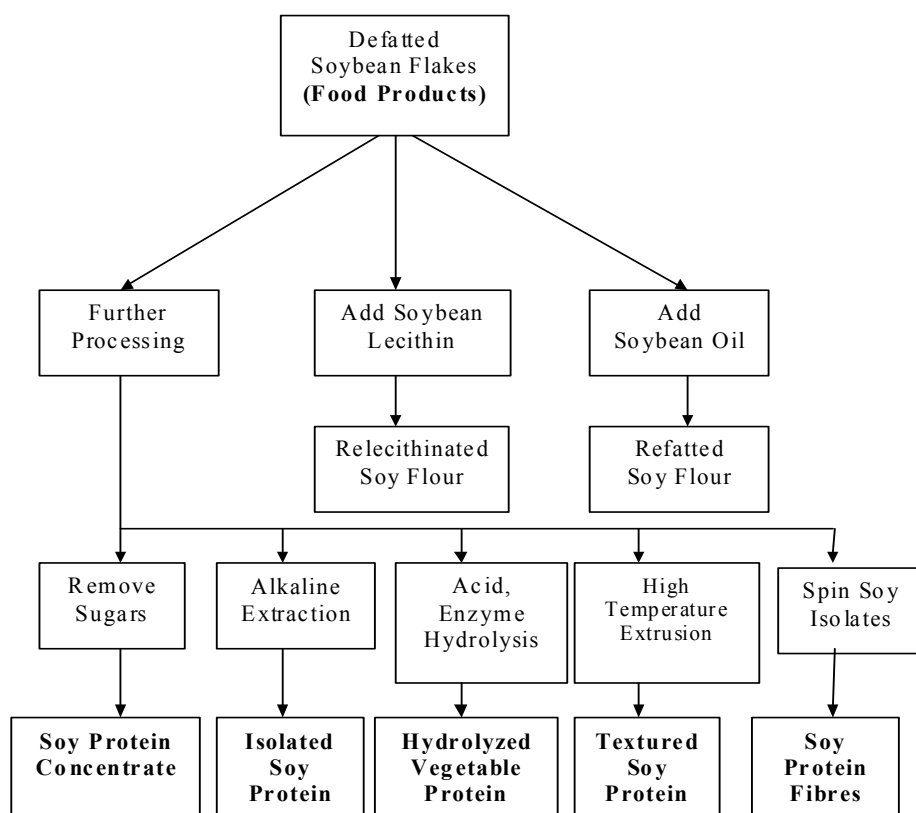 Defatted
Soybean Flakes
(Food Products)
Further
Processing
Add Soybean
Lecithin
Add
Soybean Oil
Relecithinated
Soy Flour
Refatted
Soy Flour
Remove
Sugars
Alkaline
Extraction
Acid,
Enzyme
Hydrolysis
High
Temperature
Extrusion
Spin Soy
Isolates
Soy Protein
Concentrate
Isolated
Soy
Protein
Hydrolyzed
Vegetable
Protein
Textured
Soy
Protein
Soy
Protein
Fibres